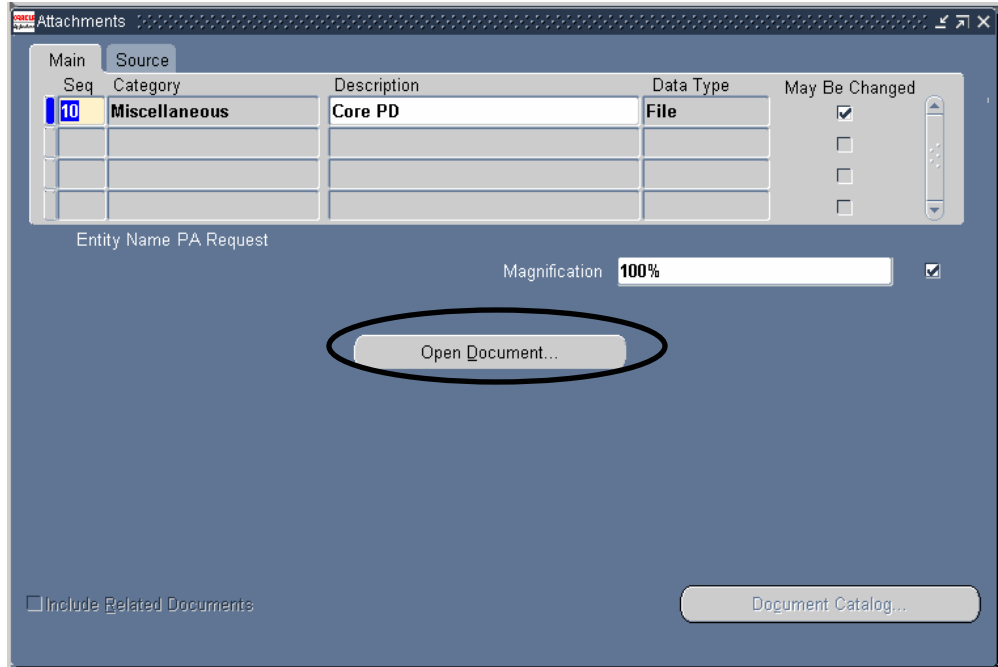 ORACLE Attachments
Main Source
Seq Category Description Data Type May Be Changed
10 Miscellaneous Core PD File
Entity Name PA Request
Magnification 100%
Open Document...
Include Related Documents Document Catalog...